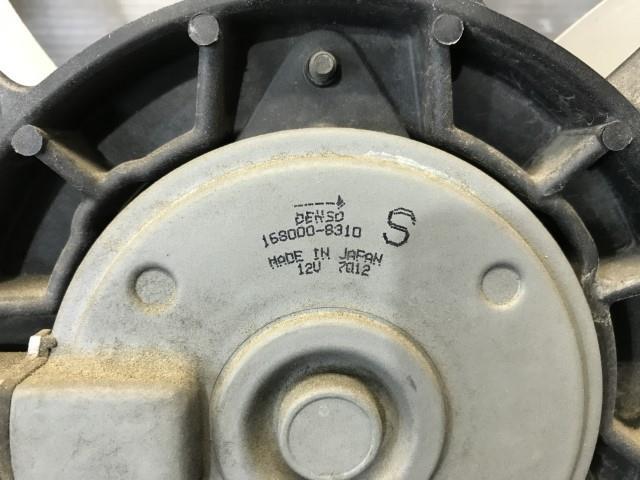 DENSO
168000-8310
S
MADE IN JAPAN
12V 7012